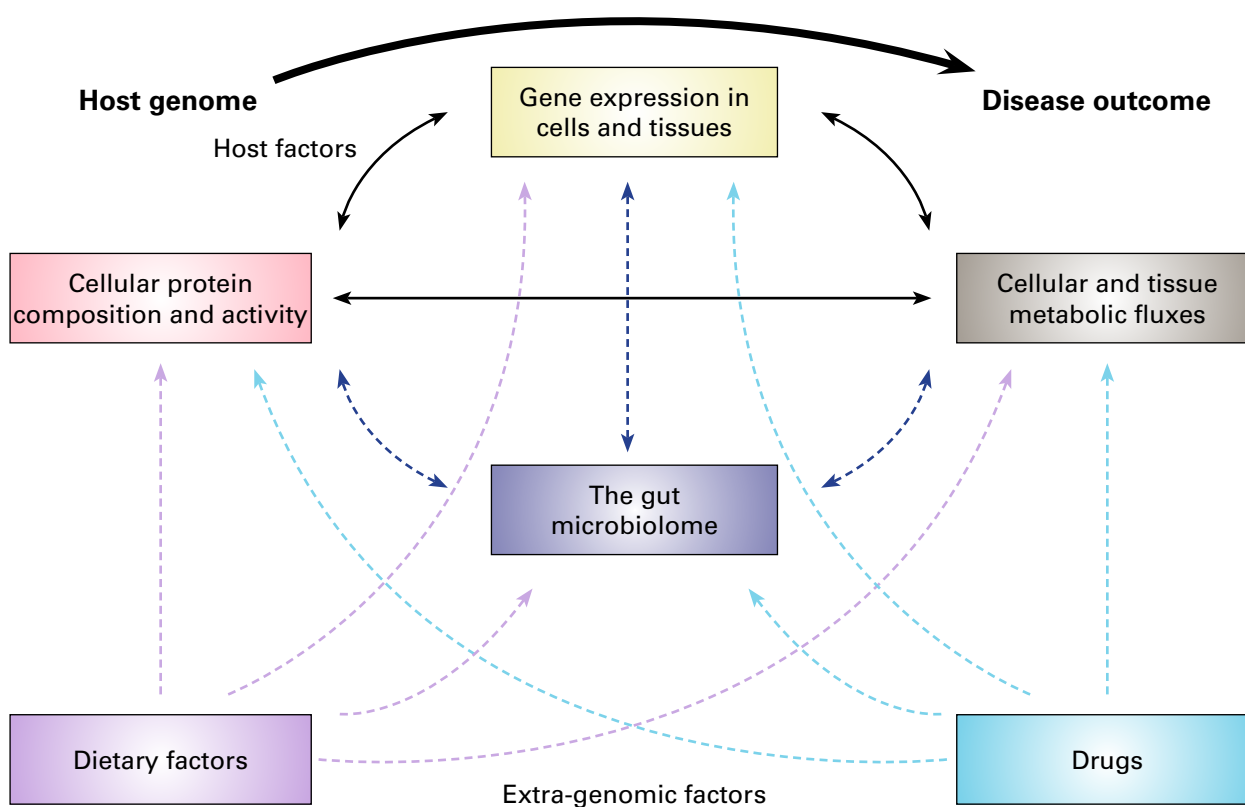 Host genome
Gene expression in
cells and tissues
Disease outcome
Host factors
Cellular protein
composition and activity
Cellular and tissue
metabolic fluxes
The gut
microbiolome
Dietary factors
Drugs
Extra-genomic factors